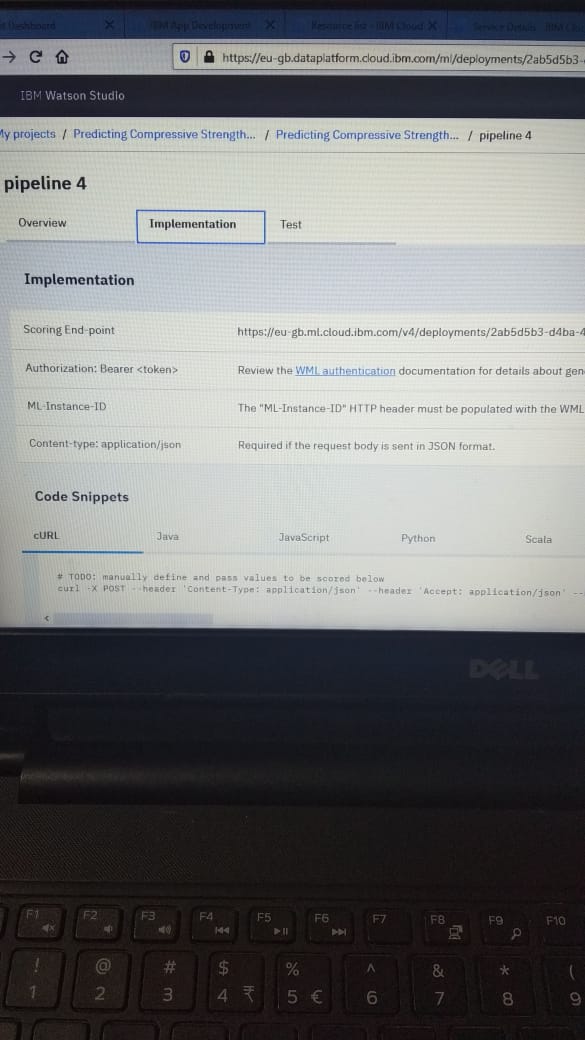 Dashboard
IBM App Development
Resource list - IBM Cloud
Service Details - IBM Clo
https://eu-gb.dataplatform.cloud.ibm.com/ml/deployments/2ab5d5b3-
IBM Watson Studio
My projects / Predicting Compressive Strength... / Predicting Compressive Strength... / pipeline 4
pipeline 4
Overview Implementation Test
Implementation
Scoring End-point https://eu-gb.ml.cloud.ibm.com/v4/deployments/2ab5d5b3-d4ba-4
Authorization: Bearer <token> Review the WML authentication documentation for details about gen
ML-Instance-ID The "ML-Instance-ID" HTTP header must be populated with the WML
Content-type: application/json Required if the request body is sent in JSON format.
Code Snippets
cURL Java JavaScript Python Scala
# TODO: manually define and pass values to be scored below
curl -X POST --header 'Content-Type: application/json' --header 'Accept: application/json' --
DELL
F1 F2 F3 F4 F5 F6 F7 F8 F9 F10
! @ # $ % ^ & * (
1 2 3 4 ₹ 5 € 6 7 8 9